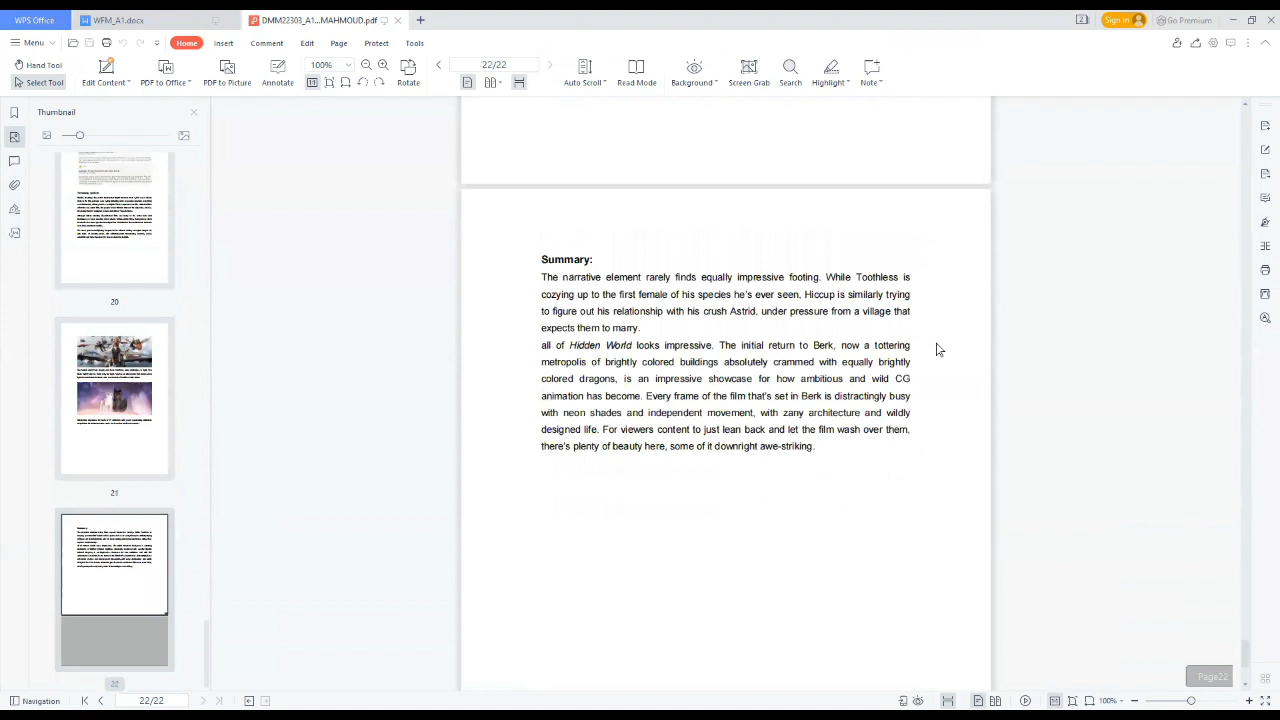 WPS Office
WFM_A1.docx
DMM22303_A1...MAHMOUD.pdf
2
Sign in
Go Premium
Menu
Home
Insert
Comment
Edit
Page
Protect
Tools
Hand Tool
Select Tool
Edit Content
PDF to Office
PDF to Picture
Annotate
100%
Rotate
22/22
Auto Scroll
Read Mode
Background
Screen Grab
Search
Highlight
Note
Thumbnail
20
21
22
Summary:
The narrative element rarely finds equally impressive footing. While Toothless is
cozying up to the first female of his species he's ever seen, Hiccup is similarly trying
to figure out his relationship with his crush Astrid, under pressure from a village that
expects them to marry.
all of Hidden World looks impressive. The initial return to Berk, now a tottering
metropolis of brightly colored buildings absolutely crammed with equally brightly
colored dragons, is an impressive showcase for how ambitious and wild CG
animation has become. Every frame of the film that's set in Berk is distractingly busy
with neon shades and independent movement, with zany architecture and wildly
designed life. For viewers content to just lean back and let the film wash over them,
there's plenty of beauty here, some of it downright awe-striking.
Page22
Navigation
22/22
100%